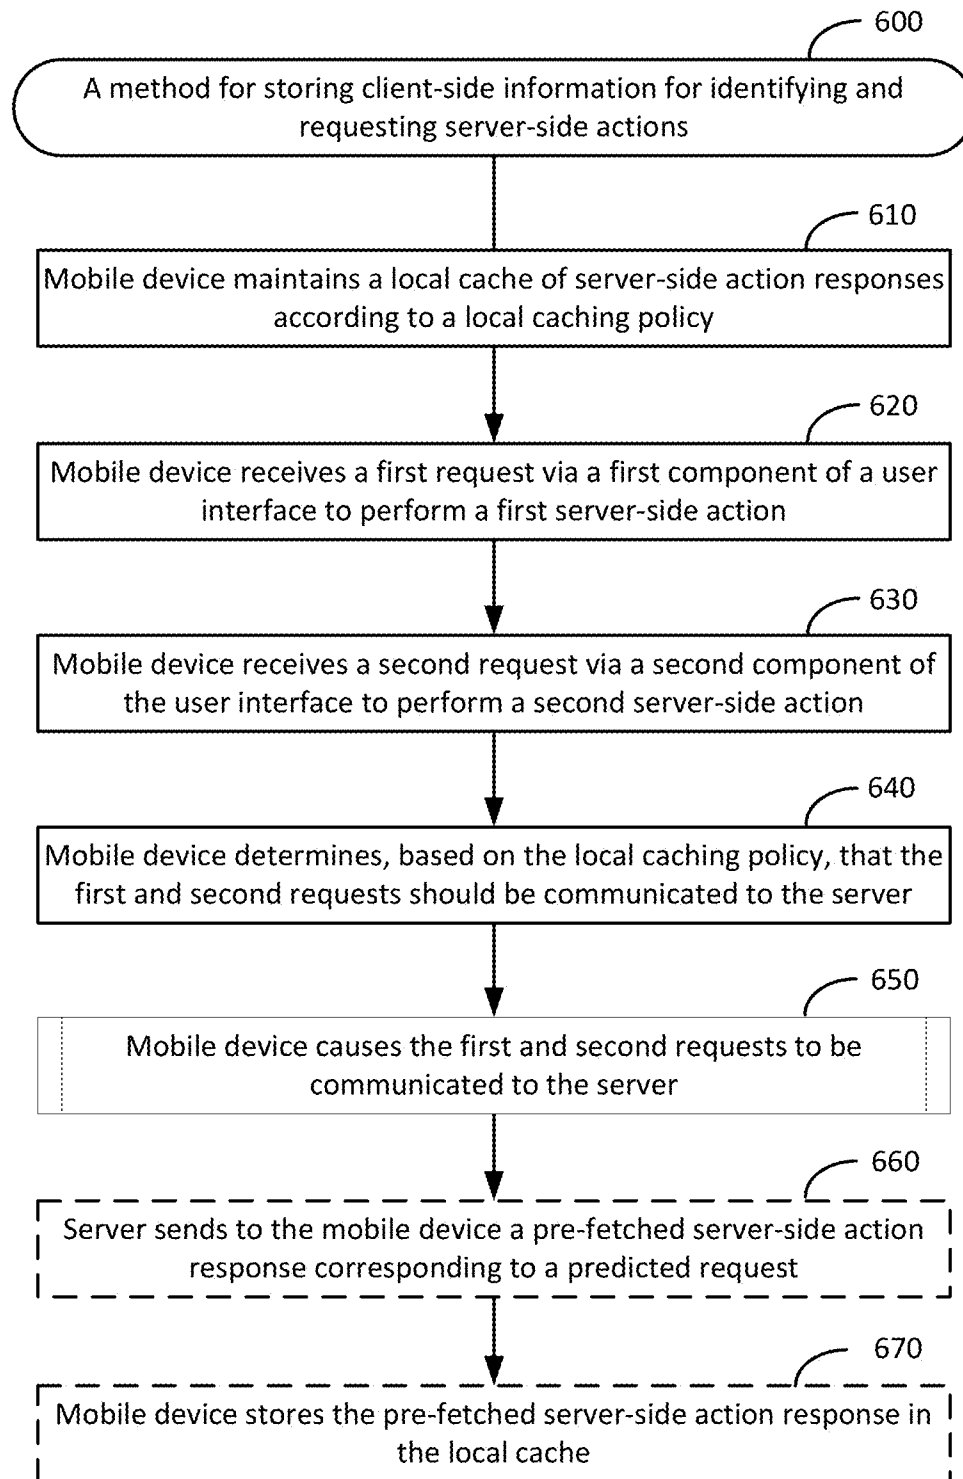 600
A method for storing client-side information for identifying and
requesting server-side actions
610
Mobile device maintains a local cache of server-side action responses
according to a local caching policy
620
Mobile device receives a first request via a first component of a user
interface to perform a first server-side action
630
Mobile device receives a second request via a second component of
the user interface to perform a second server-side action
640
Mobile device determines, based on the local caching policy, that the
first and second requests should be communicated to the server
650
Mobile device causes the first and second requests to be
communicated to the server
660
Server sends to the mobile device a pre-fetched server-side action
response corresponding to a predicted request
670
Mobile device stores the pre-fetched server-side action response in
the local cache